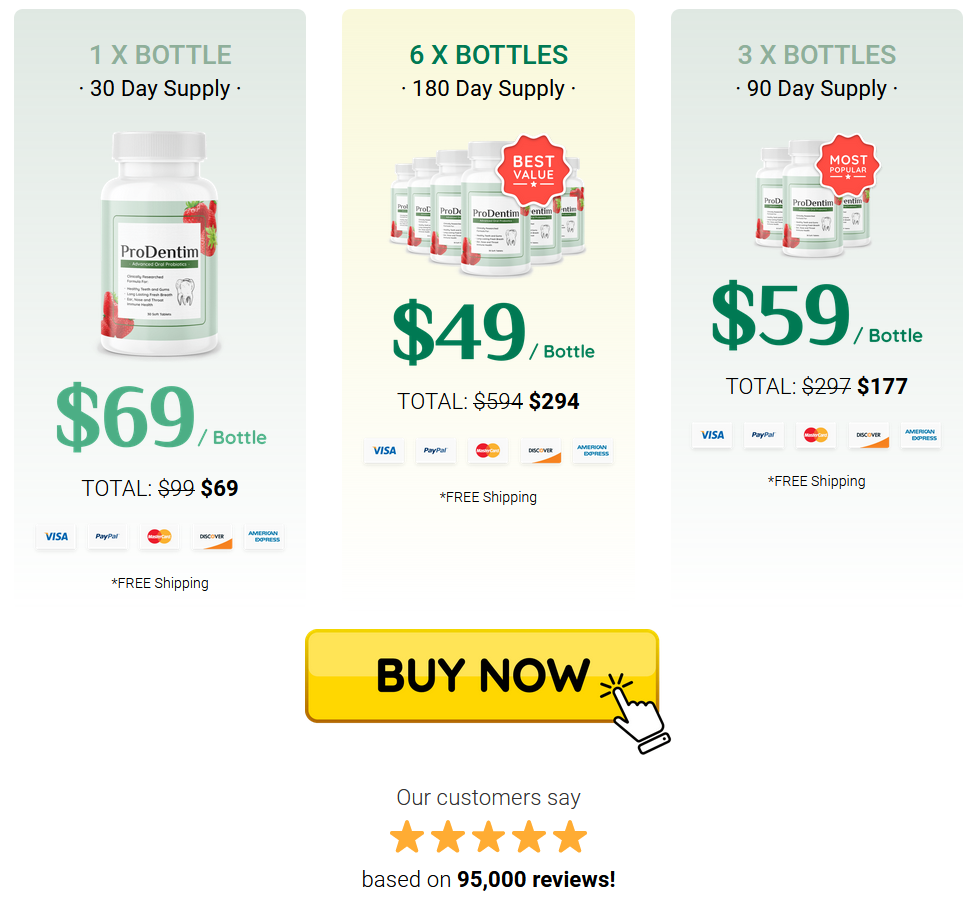 1 X BOTTLE
· 30 Day Supply ·
ProDentim
Advanced Oral Probiotics
Clinically Researched
Formula For:
Healthy Teeth and Gums
Long Lasting Fresh Breath
Ear, Nose and Throat
Immune Health
30 Soft Tablets
$69 / Bottle
TOTAL: $99 $69
VISA PayPal MasterCard DISCOVER AMERICAN EXPRESS
*FREE Shipping
6 X BOTTLES
· 180 Day Supply ·
BEST
VALUE
ProDentim
$49 / Bottle
TOTAL: $594 $294
VISA PayPal MasterCard DISCOVER AMERICAN EXPRESS
*FREE Shipping
3 X BOTTLES
· 90 Day Supply ·
MOST
POPULAR
ProDentim
$59 / Bottle
TOTAL: $297 $177
VISA PayPal MasterCard DISCOVER AMERICAN EXPRESS
*FREE Shipping
BUY NOW
Our customers say
based on 95,000 reviews!